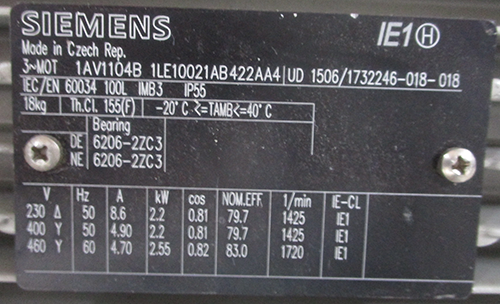 SIEMENS IE1 H
Made in Czech Rep.
3~MOT 1AV1104B 1LE10021AB422AA4 UD 1506/1732246-018-018
IEC/EN 60034 100L IMB3 IP55
18kg Th.Cl. 155(F) -20°C <=TAMB<=40°C
Bearing
DE 6206-2ZC3
NE 6206-2ZC3
V Hz A kW cos NOM.EFF 1/min IE-CL
230 Δ 50 8.6 2.2 0.81 79.7 1425 IE1
400 Y 50 4.90 2.2 0.81 79.7 1425 IE1
460 Y 60 4.70 2.55 0.82 83.0 1720 IE1